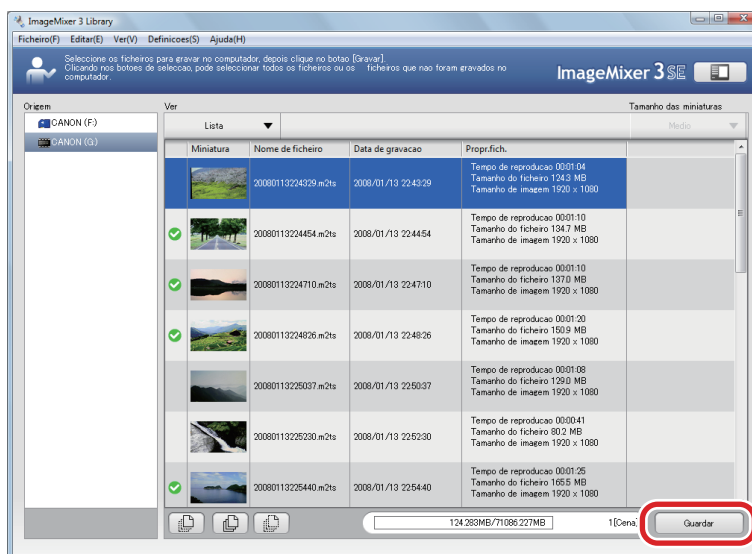 ImageMixer 3 Library
Ficheiro(F) Editar(E) Ver(V) Definicoes(S) Ajuda(H)
Seleccione os ficheiros para gravar no computador, depois clique no botao [Gravar].
Clicando nos botoes de seleccao, pode seleccionar todos os ficheiros ou os ficheiros que nao foram gravados no
computador.
ImageMixer 3 SE
Origem
Ver
Tamanho das miniaturas
CANON (F:)
CANON (G:)
Lista
Medio
Miniatura Nome de ficheiro Data de gravacao Propr.fich.
Tempo de reproducao 00:01:04
20080113224329.m2ts 2008/01/13 22:43:29 Tamanho do ficheiro 124.3 MB
Tamanho de imagem 1920 x 1080
Tempo de reproducao 00:01:10
20080113224454.m2ts 2008/01/13 22:44:54 Tamanho do ficheiro 134.7 MB
Tamanho de imagem 1920 x 1080
Tempo de reproducao 00:01:10
20080113224710.m2ts 2008/01/13 22:47:10 Tamanho do ficheiro 137.0 MB
Tamanho de imagem 1920 x 1080
Tempo de reproducao 00:01:20
20080113224826.m2ts 2008/01/13 22:48:26 Tamanho do ficheiro 150.9 MB
Tamanho de imagem 1920 x 1080
Tempo de reproducao 00:01:08
20080113225037.m2ts 2008/01/13 22:50:37 Tamanho do ficheiro 129.0 MB
Tamanho de imagem 1920 x 1080
Tempo de reproducao 00:00:41
20080113225230.m2ts 2008/01/13 22:52:30 Tamanho do ficheiro 80.2 MB
Tamanho de imagem 1920 x 1080
Tempo de reproducao 00:01:25
20080113225440.m2ts 2008/01/13 22:54:40 Tamanho do ficheiro 165.5 MB
Tamanho de imagem 1920 x 1080
124.283MB/71086.227MB 1[Cena] Guardar